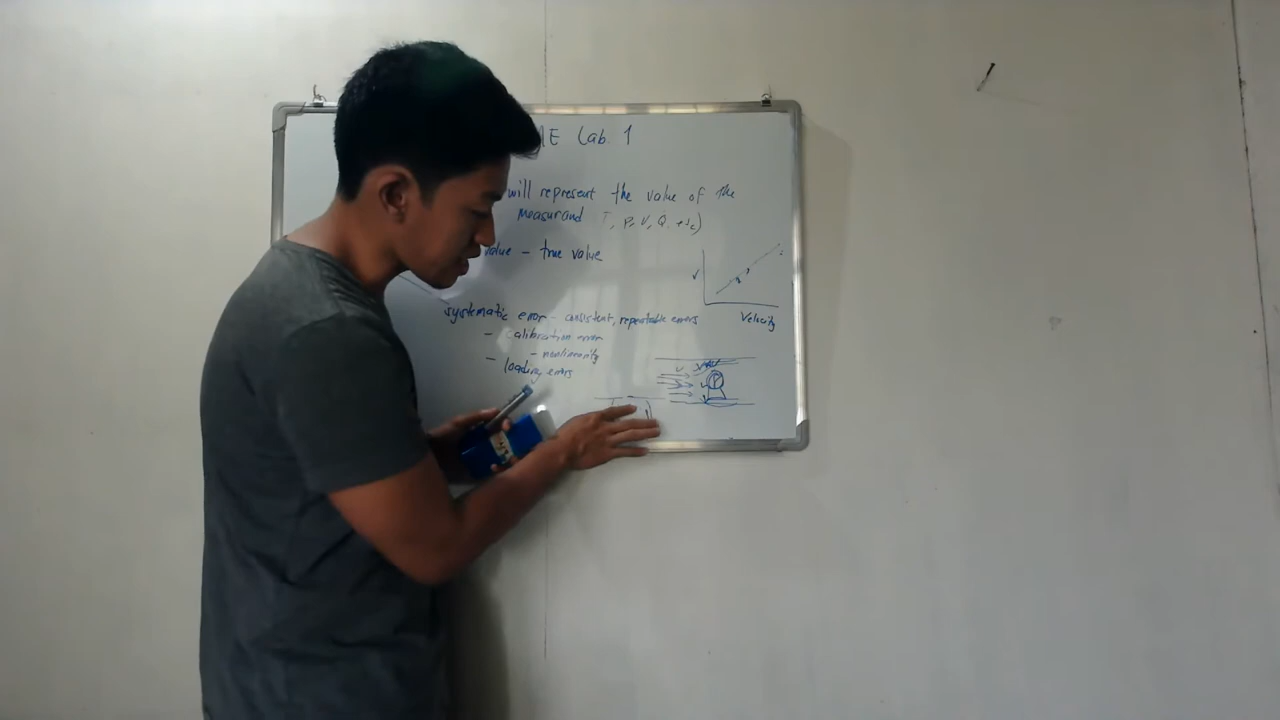 ME Lab 1
will represent the value of the
measurand T, P, V, Q, etc)
value - true value
V
Velocity
systematic error - consistent, repeatable errors
- calibration error
- nonlinearity
- loading errors
V